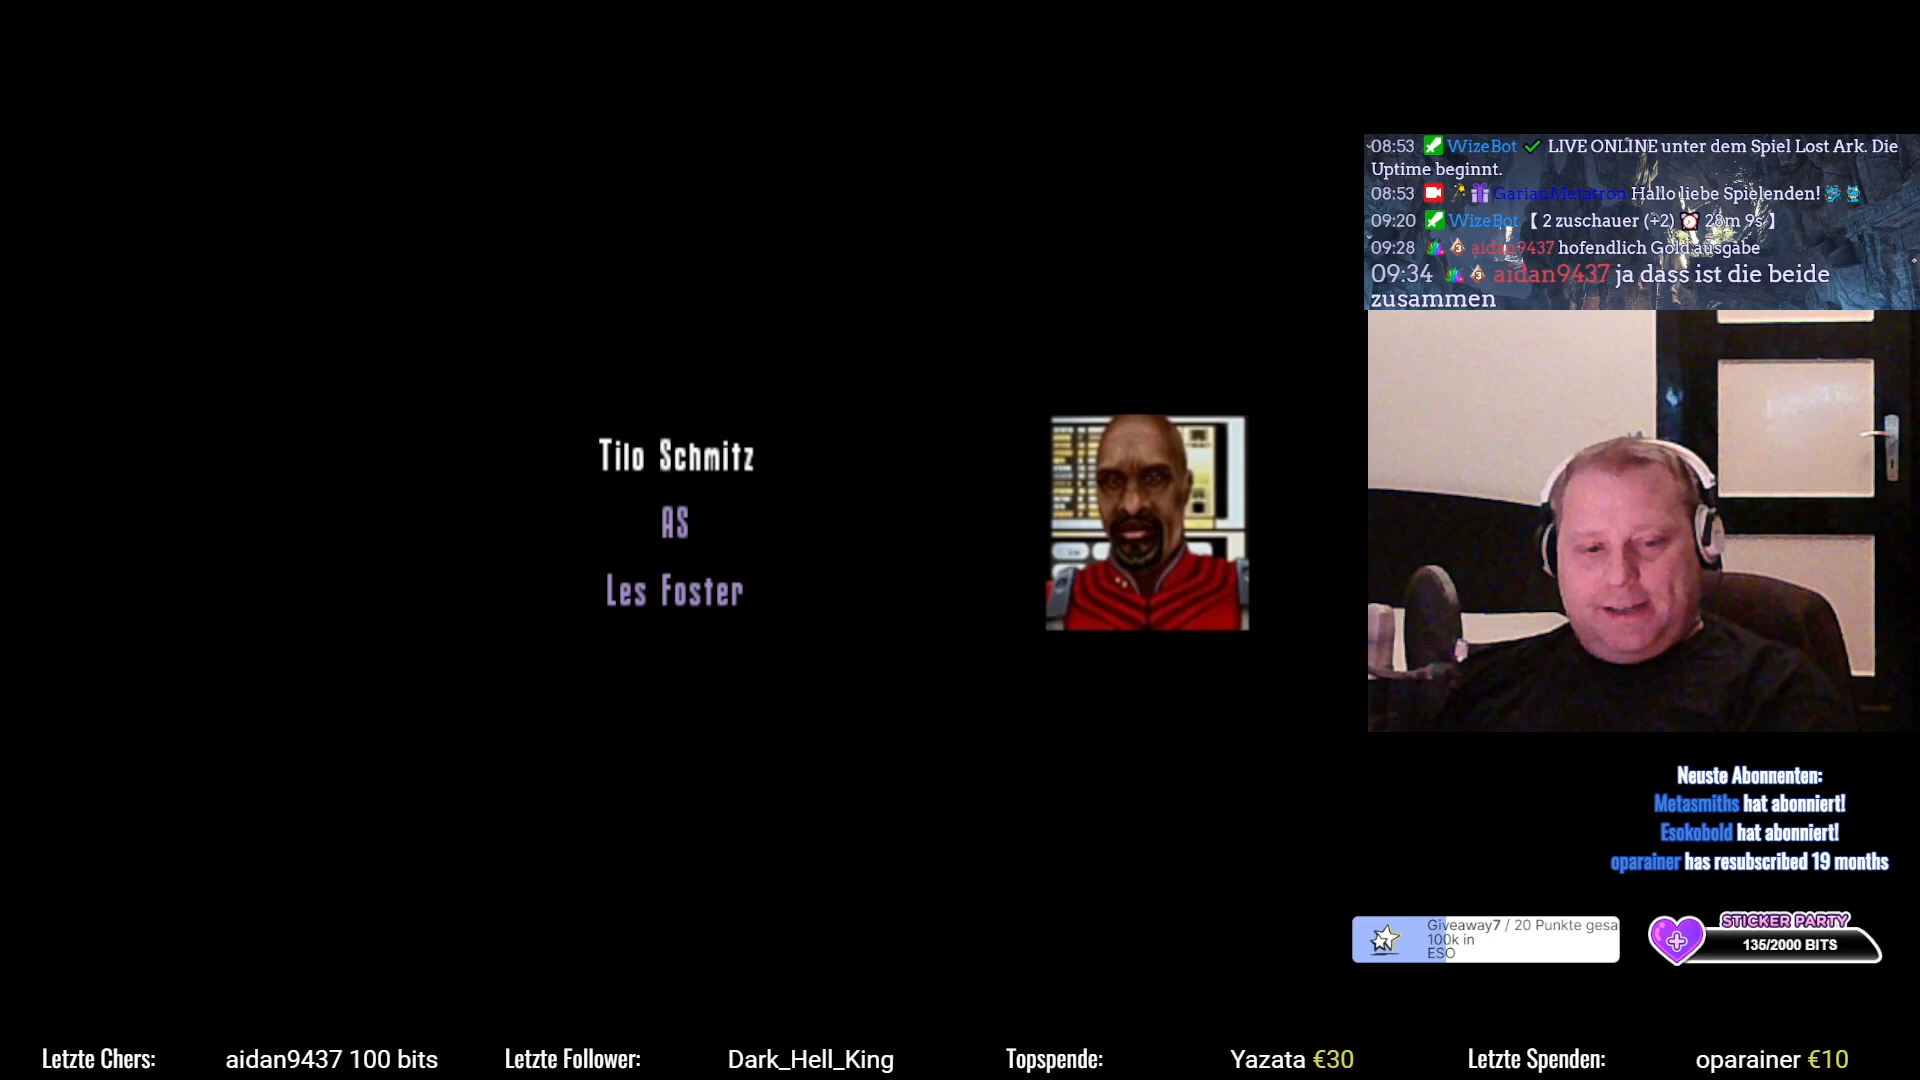 08:53 WizeBot LIVE ONLINE unter dem Spiel Lost Ark. Die
Uptime beginnt.
08:53 GarianMetatron Hallo liebe Spielenden!
09:20 WizeBot 【 2 zuschauer (+2) 28m 9s 】
09:28 aidan9437 hofendlich Gold ausgabe
09:34 aidan9437 ja dass ist die beide
zusammen
Tilo Schmitz
AS
Les Foster
Neuste Abonnenten:
Metasmiths hat abonniert!
Esokobold hat abonniert!
oparainer has resubscribed 19 months
Giveaway7 / 20 Punkte gesa
100k in
ESO
STICKER PARTY
135/2000 BITS
Letzte Chers: aidan9437 100 bits Letzte Follower: Dark_Hell_King Topspende: Yazata €30 Letzte Spenden: oparainer €10